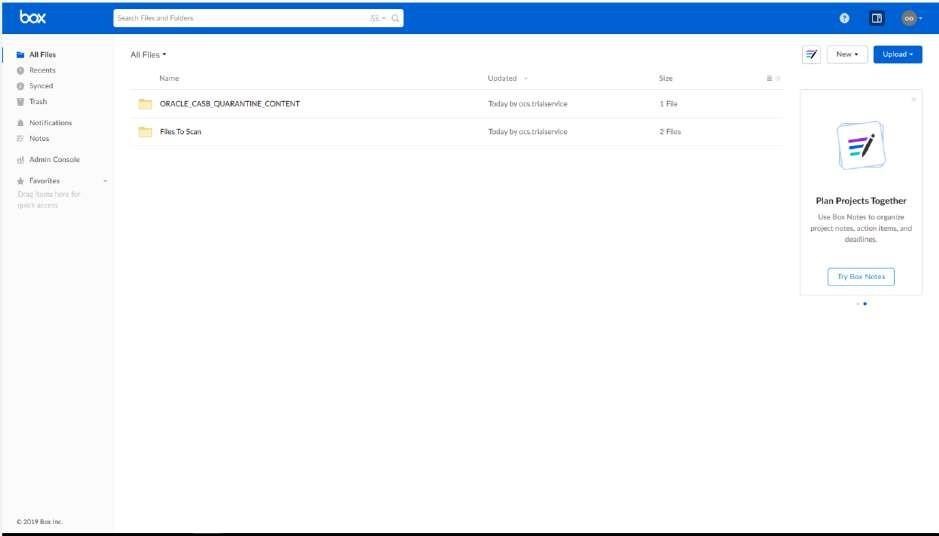 box
Search Files and Folders
All Files
Recents
Synced
Trash
Notifications
Notes
Admin Console
Favorites
Drag items here for
quick access
© 2019 Box Inc.
All Files
New
Upload
Name Updated Size
ORACLE_CASB_QUARANTINE_CONTENT Today by ocs.trialservice 1 File
Files To Scan Today by ocs.trialservice 2 Files
Plan Projects Together
Use Box Notes to organize
project notes, action items, and
deadlines.
Try Box Notes